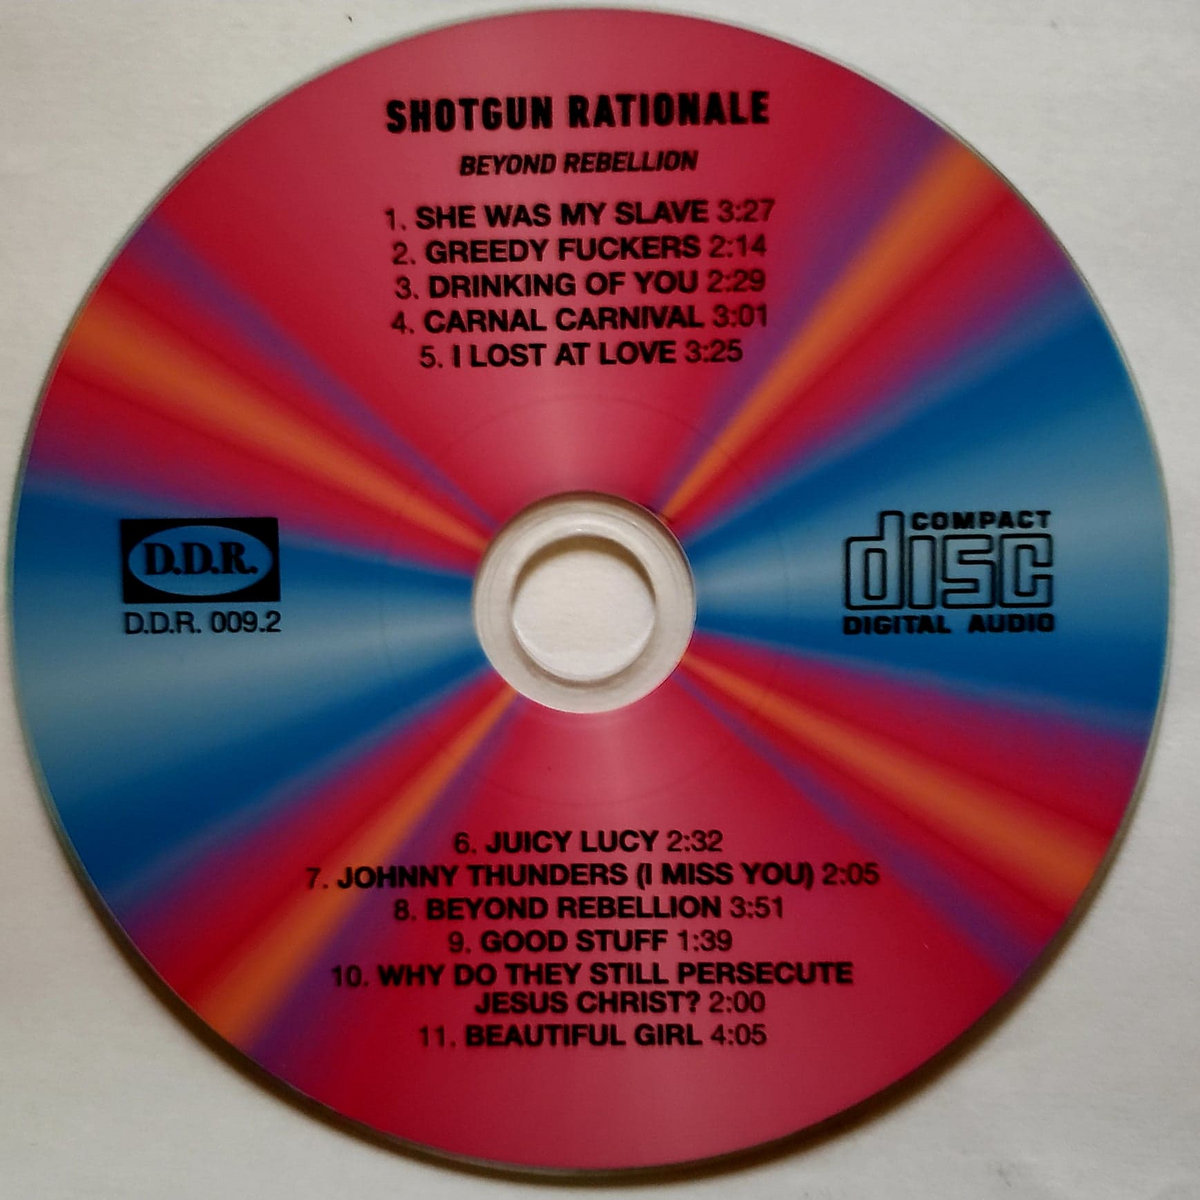 SHOTGUN RATIONALE
BEYOND REBELLION
1. SHE WAS MY SLAVE 3:27
2. GREEDY FUCKERS 2:14
3. DRINKING OF YOU 2:29
4. CARNAL CARNIVAL 3:01
5. I LOST AT LOVE 3:25
D.D.R.
D.D.R. 009.2
COMPACT
disc
DIGITAL AUDIO
6. JUICY LUCY 2:32
7. JOHNNY THUNDERS (I MISS YOU) 2:05
8. BEYOND REBELLION 3:51
9. GOOD STUFF 1:39
10. WHY DO THEY STILL PERSECUTE
JESUS CHRIST? 2:00
11. BEAUTIFUL GIRL 4:05